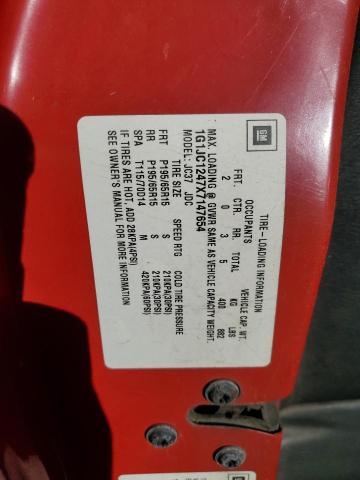 GM
TIRE-LOADING INFORMATION
OCCUPANTS VEHICLE CAP. WT.
FRT. CTR. RR. TOTAL KG LBS
2 0 3 5 400 882
MAX. LOADING @ GVWR SAME AS VEHICLE CAPACITY WEIGHT.
1G1JC1247X7147654
MODEL: JC37 JDC
TIRE SIZE SPEED RTG COLD TIRE PRESSURE
FRT P195/65R15 S 210KPA(30PSI)
RR P195/65R15 S 210KPA(30PSI)
SPA T115/70D14 M 420KPA(60PSI)
IF TIRES ARE HOT, ADD 28KPA(4PSI)
SEE OWNER'S MANUAL FOR MORE INFORMATION